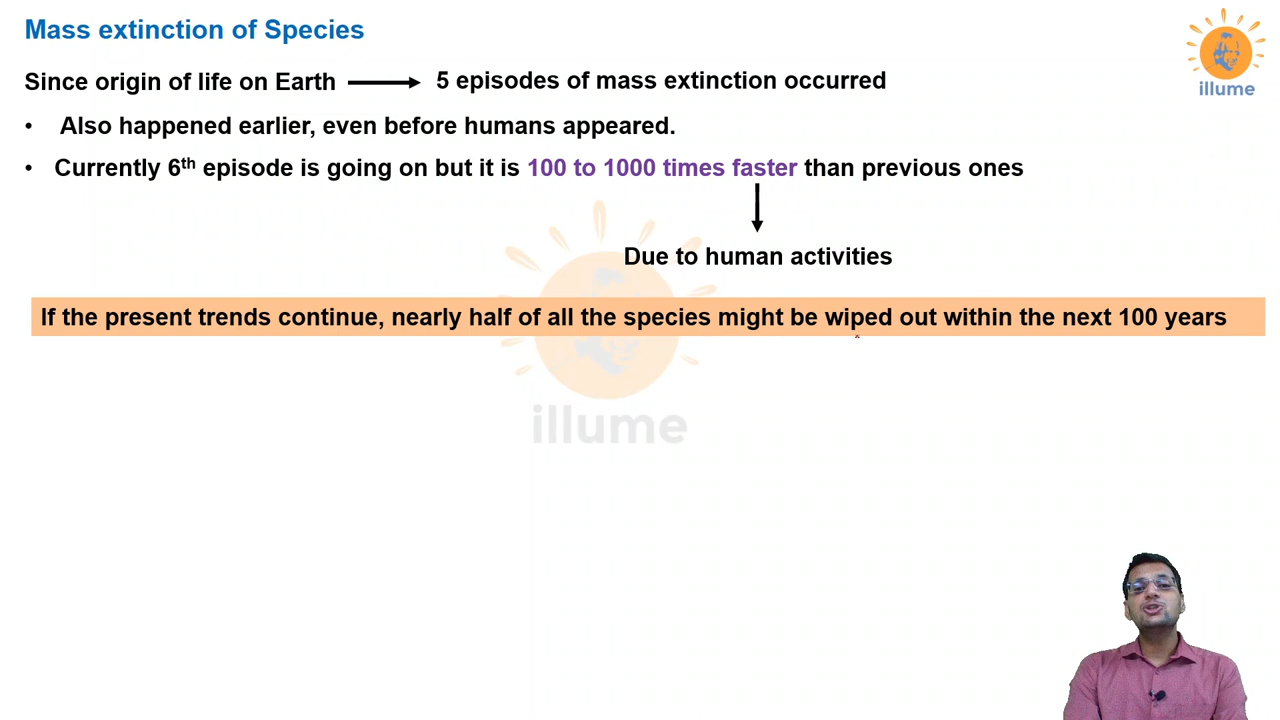 Mass extinction of Species
illume
Since origin of life on Earth → 5 episodes of mass extinction occurred
• Also happened earlier, even before humans appeared.
• Currently 6th episode is going on but it is 100 to 1000 times faster than previous ones
Due to human activities
If the present trends continue, nearly half of all the species might be wiped out within the next 100 years
illume